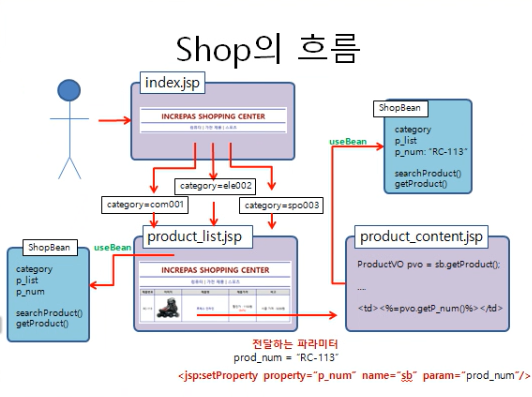 Shop의 흐름
index.jsp
INCREPAS SHOPPING CENTER
컴퓨터 | 가전 제품 | 스포츠
category=com001
category=ele002
category=spo003
ShopBean
category
p_list
p_num: "RC-113"
searchProduct()
getProduct()
useBean
product_list.jsp
INCREPAS SHOPPING CENTER
컴퓨터 | 가전 제품 | 스포츠
ShopBean
category
p_list
p_num
searchProduct()
getProduct()
useBean
product_content.jsp
ProductVO pvo = sb.getProduct();
....
<td><%=pvo.getP_num()%></td>
전달하는 파라미터
prod_num = "RC-113"
<jsp:setProperty property="p_num" name="sb" param="prod_num"/>